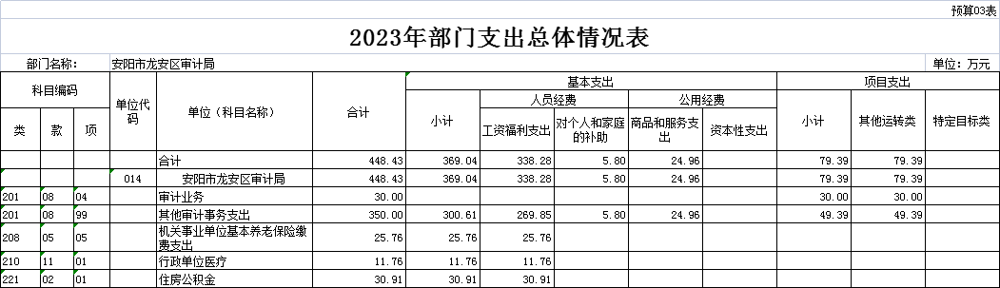 预算03表
2023年部门支出总体情况表
部门名称： 安阳市龙安区审计局 单位：万元
科目编码 单位代码 单位（科目名称） 合计 基本支出 项目支出
人员经费 公用经费
类 款 项 小计 工资福利支出 对个人和家庭的补助 商品和服务支出 资本性支出 小计 其他运转类 特定目标类
合计 448.43 369.04 338.28 5.80 24.96 79.39 79.39
014 安阳市龙安区审计局 448.43 369.04 338.28 5.80 24.96 79.39 79.39
201 08 04 审计业务 30.00 30.00 30.00
201 08 99 其他审计事务支出 350.00 300.61 269.85 5.80 24.96 49.39 49.39
208 05 05 机关事业单位基本养老保险缴费支出 25.76 25.76 25.76
210 11 01 行政单位医疗 11.76 11.76 11.76
221 02 01 住房公积金 30.91 30.91 30.91